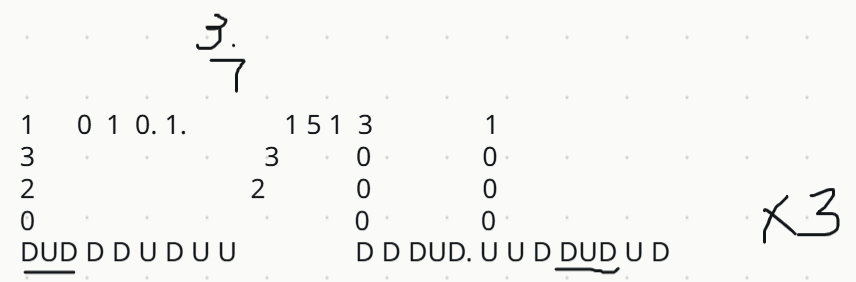 3.
7
1 0 1 0. 1. 1 5 1 3 1
3 3 0 0
2 2 0 0
0 0 0
DUD D D U D U U D D DUD. U U D DUD U D
X3